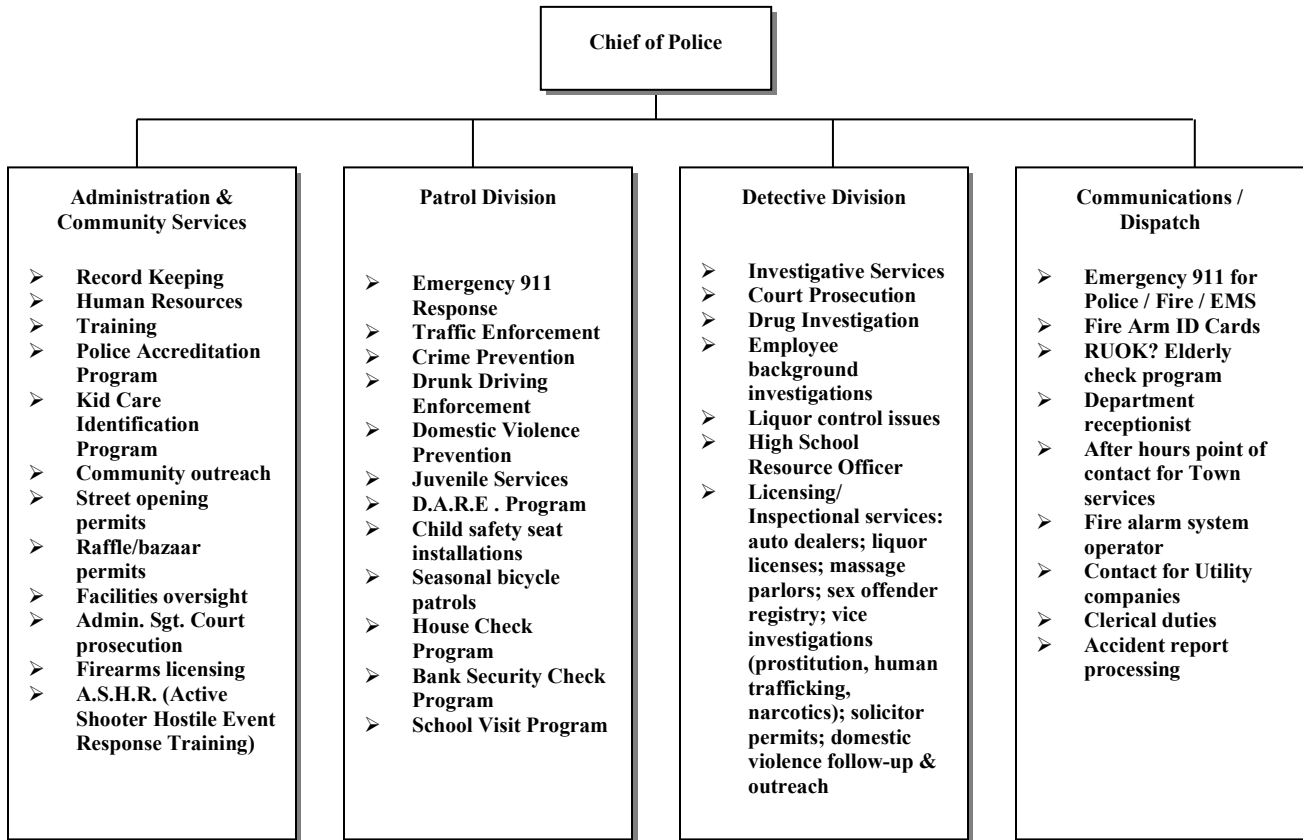 Chief of Police
Administration &
Community Services
➢ Record Keeping
➢ Human Resources
➢ Training
➢ Police Accreditation
Program
➢ Kid Care
Identification
Program
➢ Community outreach
➢ Street opening
permits
➢ Raffle/bazaar
permits
➢ Facilities oversight
➢ Admin. Sgt. Court
prosecution
➢ Firearms licensing
➢ A.S.H.R. (Active
Shooter Hostile Event
Response Training)
Patrol Division
➢ Emergency 911
Response
➢ Traffic Enforcement
➢ Crime Prevention
➢ Drunk Driving
Enforcement
➢ Domestic Violence
Prevention
➢ Juvenile Services
➢ D.A.R.E . Program
➢ Child safety seat
installations
➢ Seasonal bicycle
patrols
➢ House Check
Program
➢ Bank Security Check
Program
➢ School Visit Program
Detective Division
➢ Investigative Services
➢ Court Prosecution
➢ Drug Investigation
➢ Employee
background
investigations
➢ Liquor control issues
➢ High School
Resource Officer
➢ Licensing/
Inspectional services:
auto dealers; liquor
licenses; massage
parlors; sex offender
registry; vice
investigations
(prostitution, human
trafficking,
narcotics); solicitor
permits; domestic
violence follow-up &
outreach
Communications /
Dispatch
➢ Emergency 911 for
Police / Fire / EMS
➢ Fire Arm ID Cards
➢ RUOK? Elderly
check program
➢ Department
receptionist
➢ After hours point of
contact for Town
services
➢ Fire alarm system
operator
➢ Contact for Utility
companies
➢ Clerical duties
➢ Accident report
processing